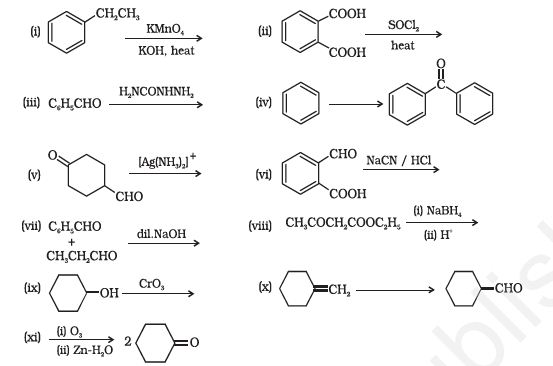 (i) CH₂CH₃ KMnO₄ KOH, heat
(ii) COOH COOH SOCl₂ heat
(iii) C₆H₅CHO H₂NCONHNH₂
(iv) O C
(v) O CHO [Ag(NH₃)₂]⁺
(vi) CHO COOH NaCN / HCl
(vii) C₆H₅CHO + CH₃CH₂CHO dil.NaOH
(viii) CH₃COCH₂COOC₂H₅ (i) NaBH₄ (ii) H⁺
(ix) OH CrO₃
(x) CH₂ CHO
(xi) (i) O₃ (ii) Zn-H₂O 2 O